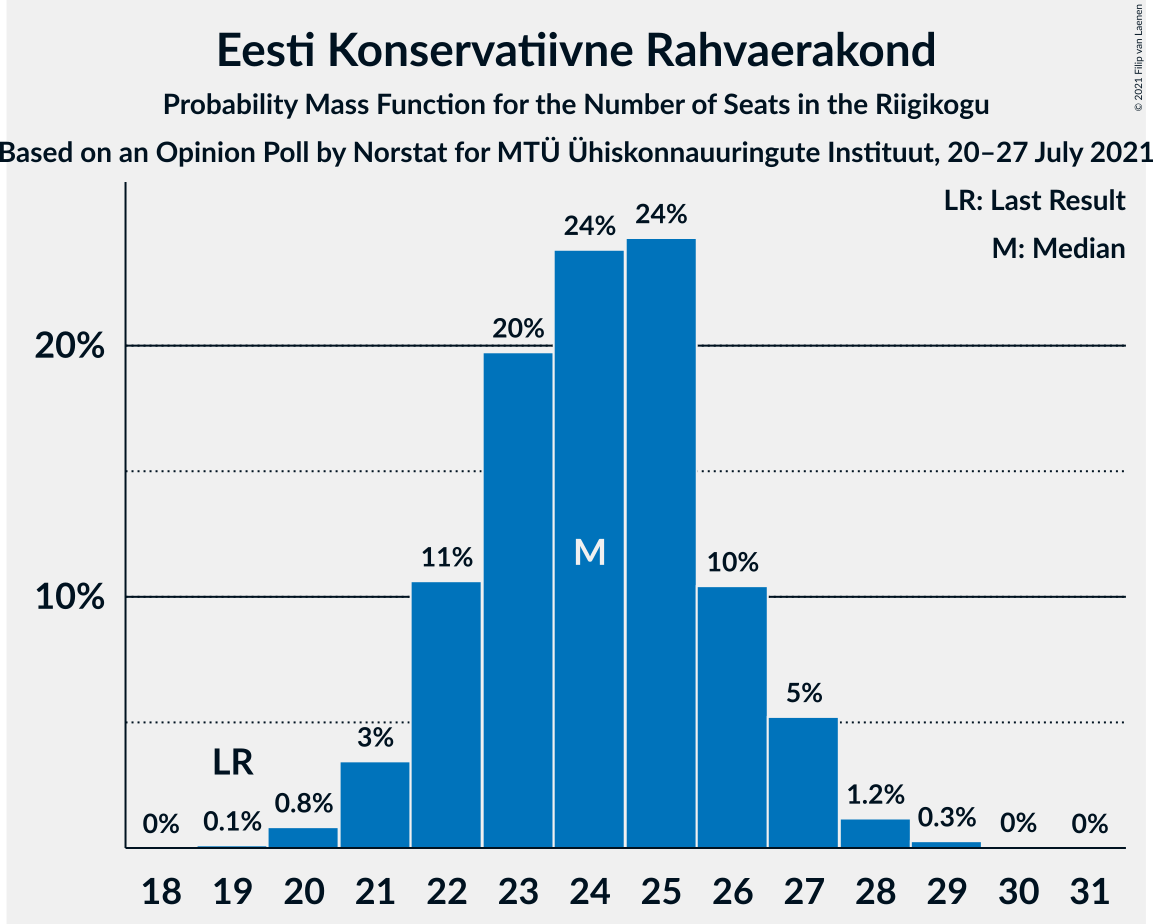 Eesti Konservatiivne Rahvaerakond
Probability Mass Function for the Number of Seats in the Riigikogu
Based on an Opinion Poll by Norstat for MTÜ Ühiskonnauuringute Instituut, 20–27 July 2021
© 2021 Filip van Laenen
LR: Last Result
M: Median
24% 24%
20% 20%
M
11% 10%
10%
5%
3%
LR
0% 0.1% 0.8% 1.2% 0.3% 0% 0%
18 19 20 21 22 23 24 25 26 27 28 29 30 31